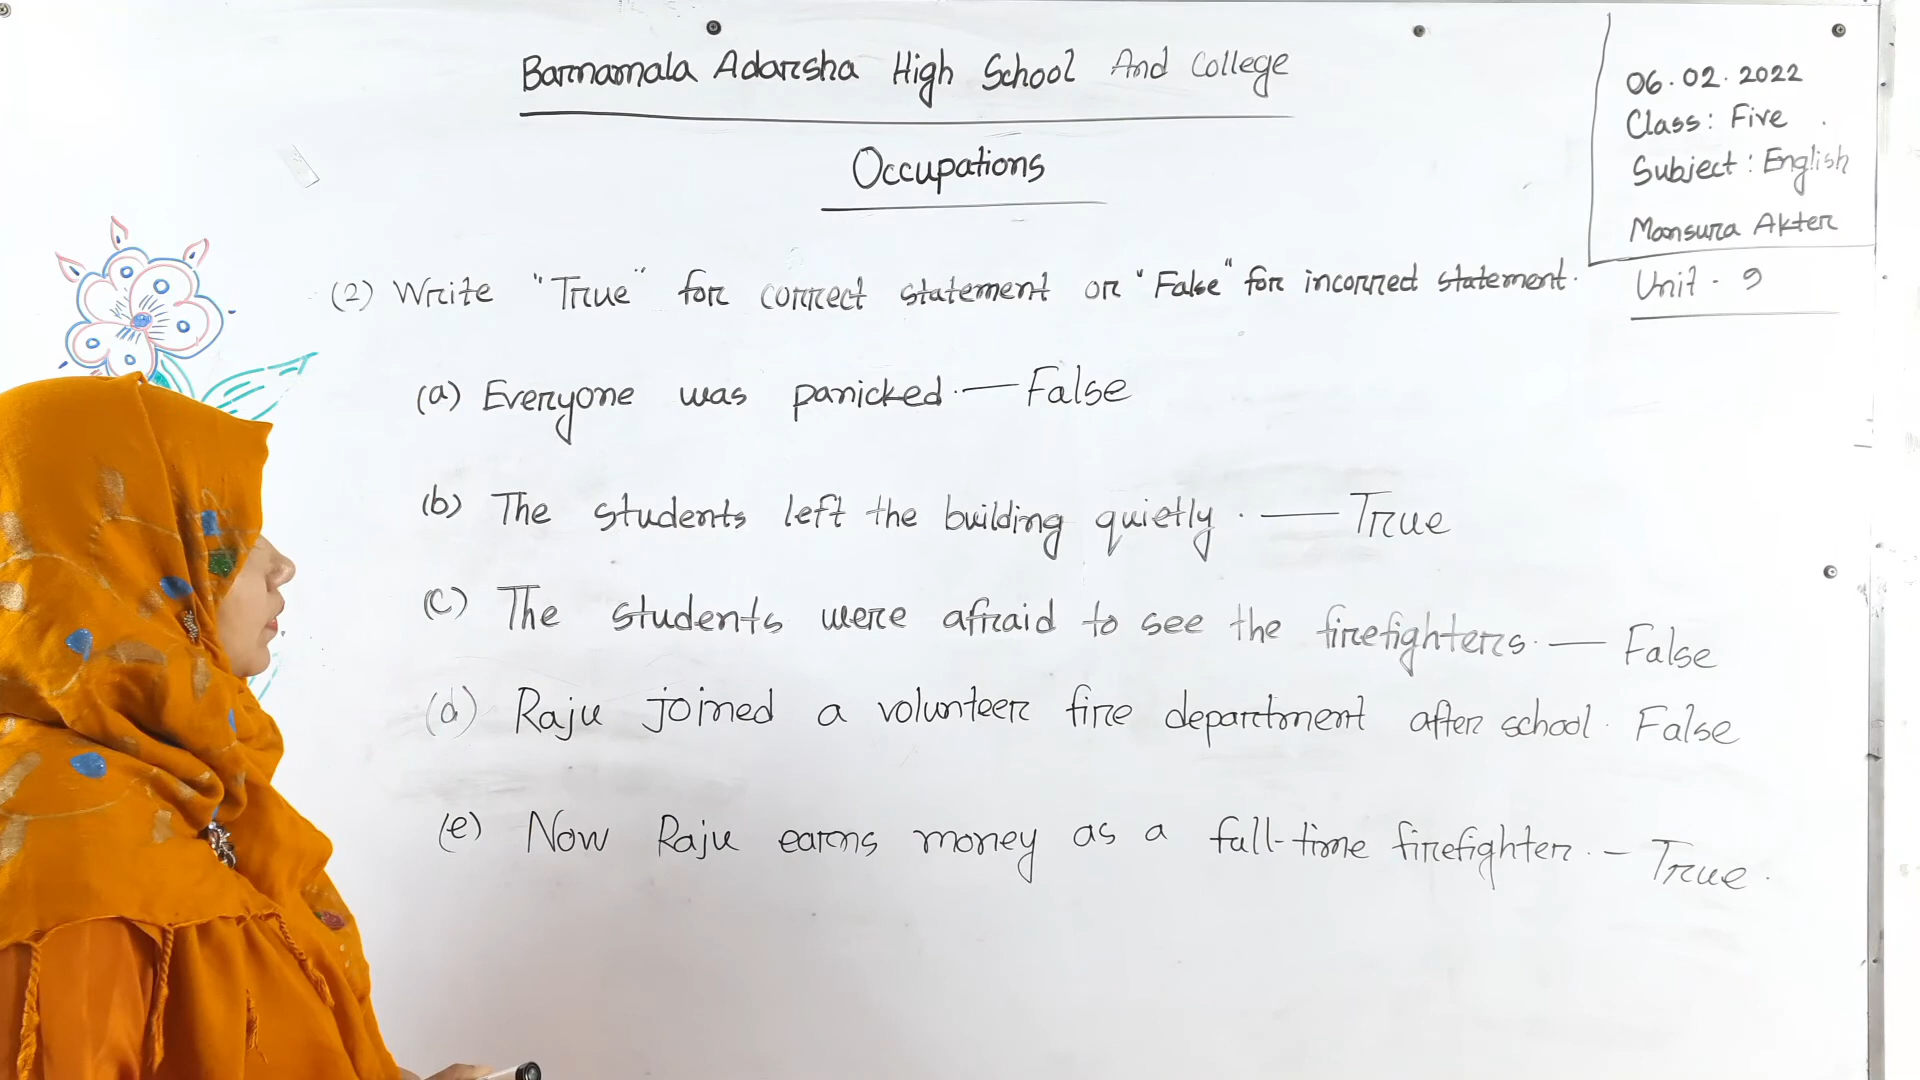 Barnamala Adarsha High School And College
Occupations
06.02.2022
Class: Five
Subject: English
Monsura Akter
Unit - 9
(2) Write "True" for correct statement or "False" for incorrect statement.
(a) Everyone was panicked. — False
(b) The students left the building quietly. — True
(c) The students were afraid to see the firefighters. — False
(d) Raju joined a volunteer fire department after school. False
(e) Now Raju earns money as a full-time firefighter. - True.